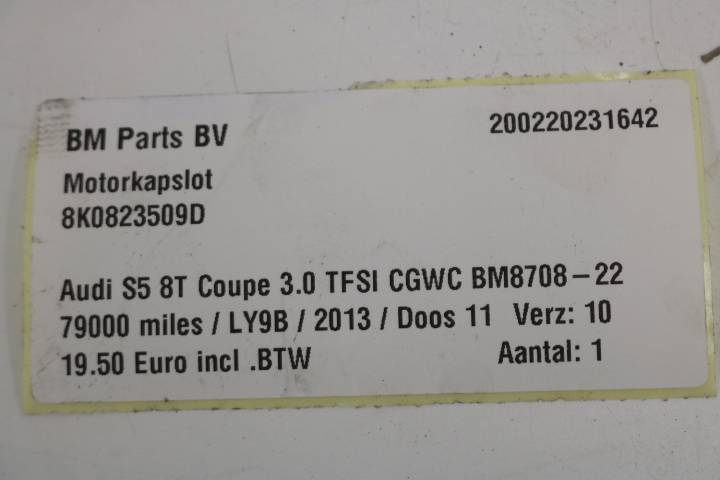 BM Parts BV 200220231642
Motorkapslot
8K0823509D
Audi S5 8T Coupe 3.0 TFSI CGWC BM8708-22
79000 miles / LY9B / 2013 / Doos 11 Verz: 10
19.50 Euro incl .BTW Aantal: 1